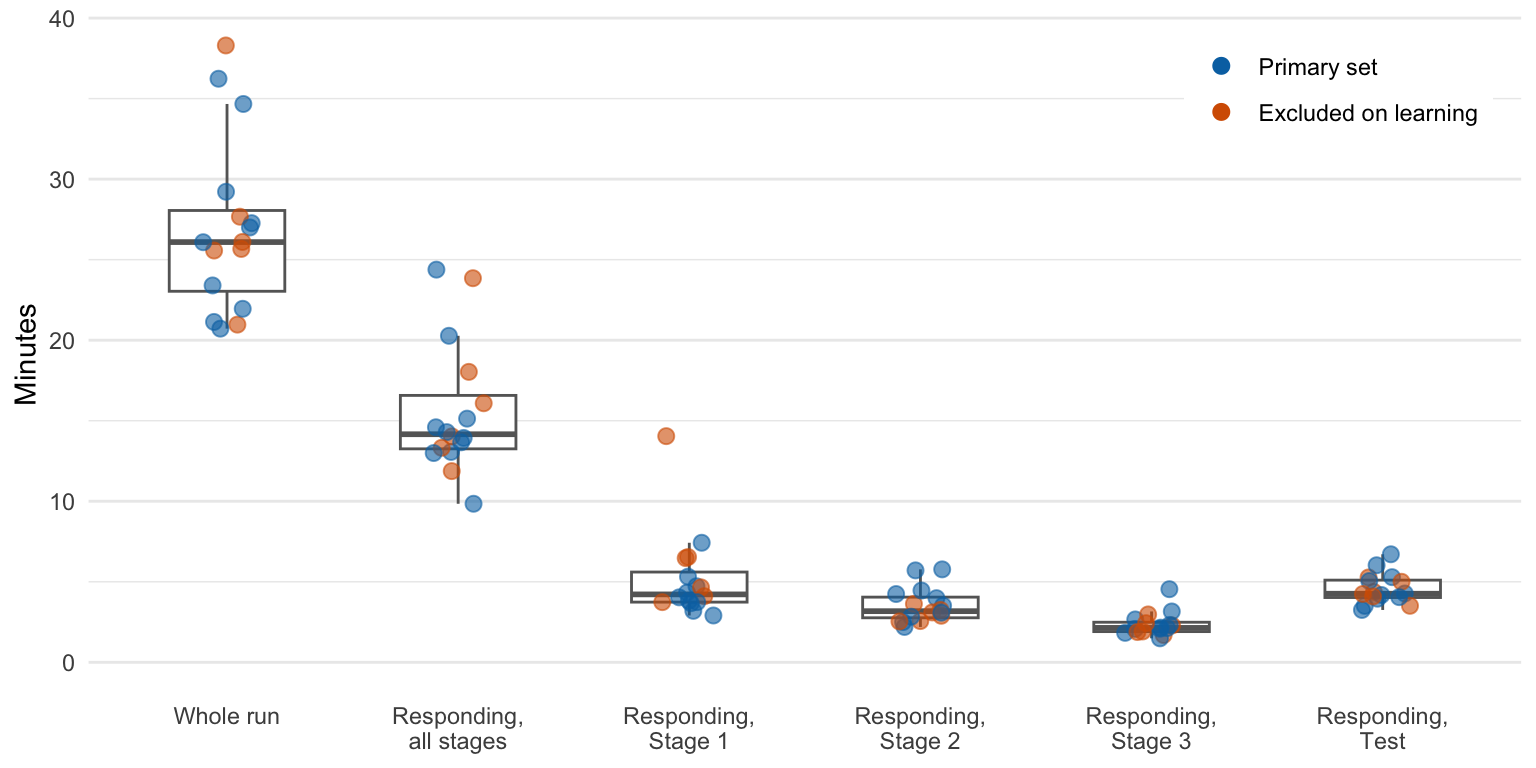 40
30
20
10
0
Minutes
Primary set
Excluded on learning
Whole run
Responding,
all stages
Responding,
Stage 1
Responding,
Stage 2
Responding,
Stage 3
Responding,
Test